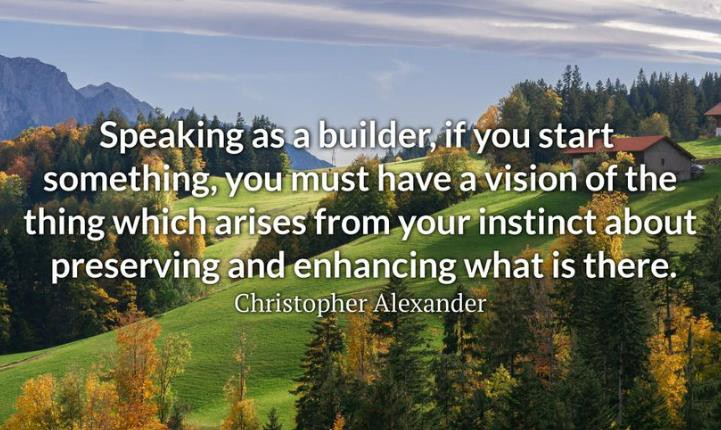 Speaking as a builder, if you start
something, you must have a vision of the
thing which arises from your instinct about
preserving and enhancing what is there.
Christopher Alexander